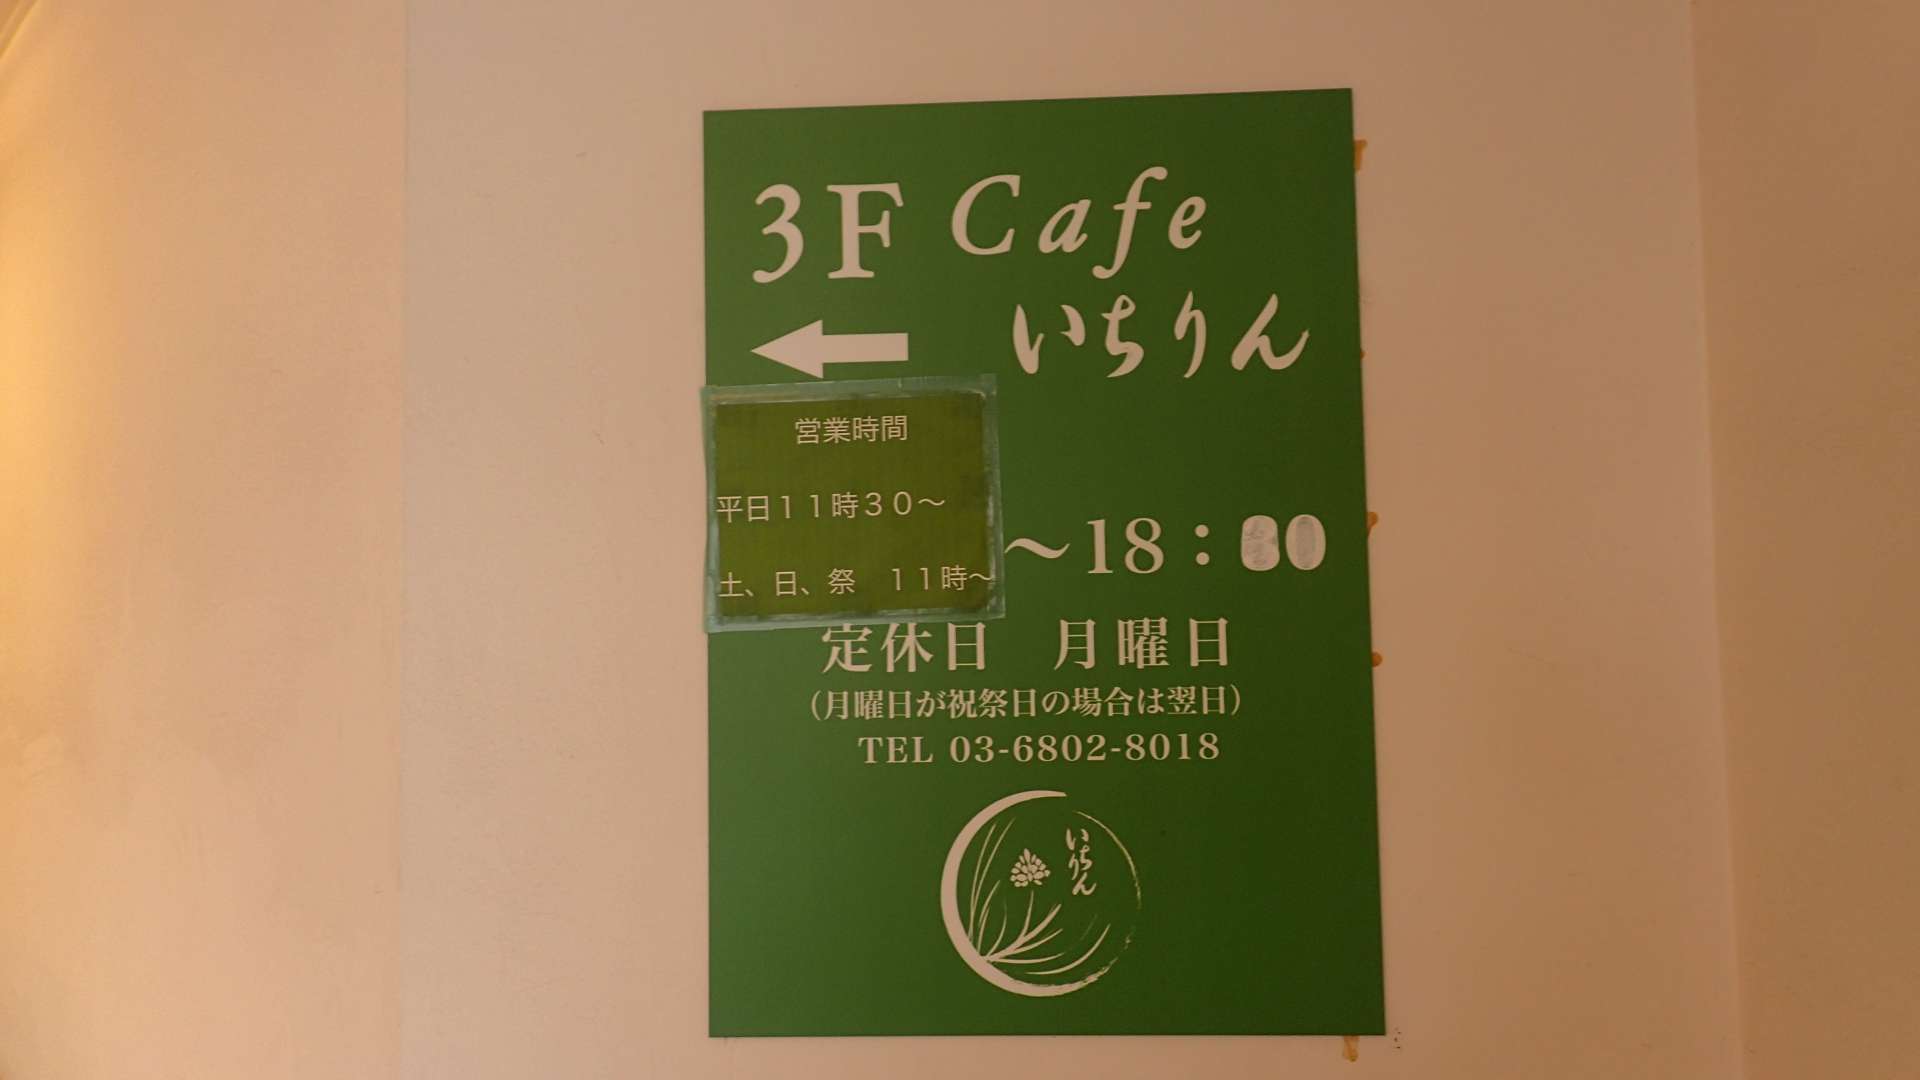 3F Cafe
いちりん
営業時間
平日11時30〜
土、日、祭　11時〜
〜18：
定休日　月曜日
（月曜日が祝祭日の場合は翌日）
TEL 03-6802-8018
いちりん